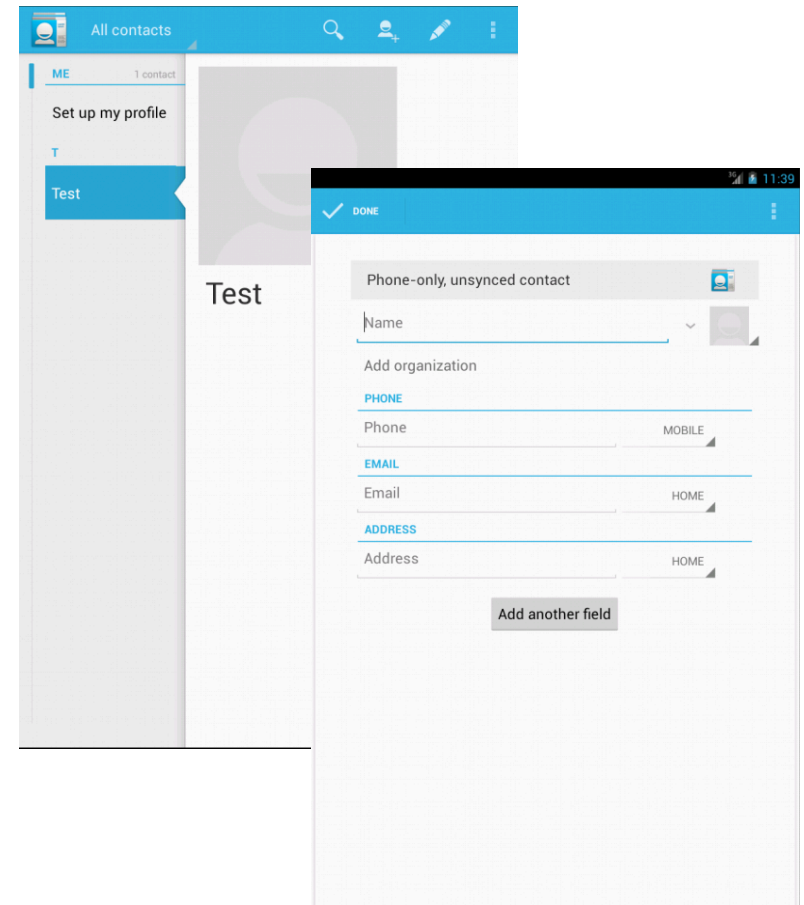 All contacts
ME 1 contact
Set up my profile
T
Test
Test
3G 11:39
DONE
Phone-only, unsynced contact
Name
Add organization
PHONE
Phone MOBILE
EMAIL
Email HOME
ADDRESS
Address HOME
Add another field